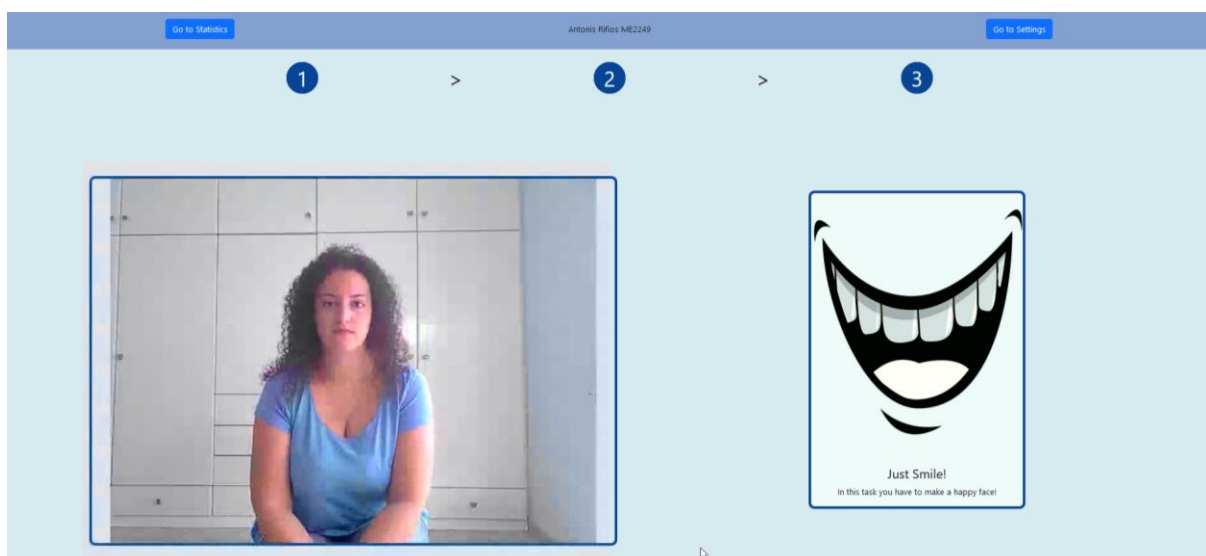 Go to Statistics
Antonis Rifios ME2249
Go to Settings
1 > 2 > 3
Just Smile!
In this task you have to make a happy face!